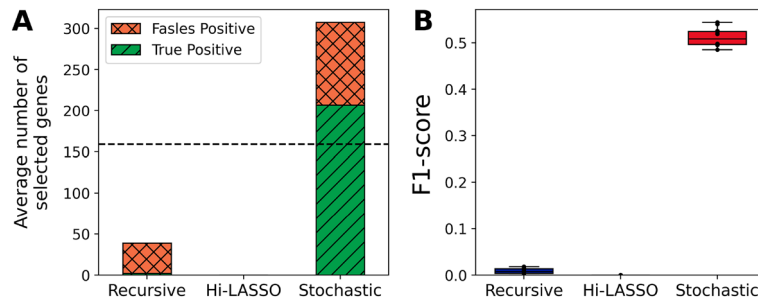 A
Average number of
selected genes
300
250
200
150
100
50
0
Fasles Positive
True Positive
Recursive
Hi-LASSO
Stochastic
B
F1-score
0.5
0.4
0.3
0.2
0.1
0.0
Recursive
Hi-LASSO
Stochastic